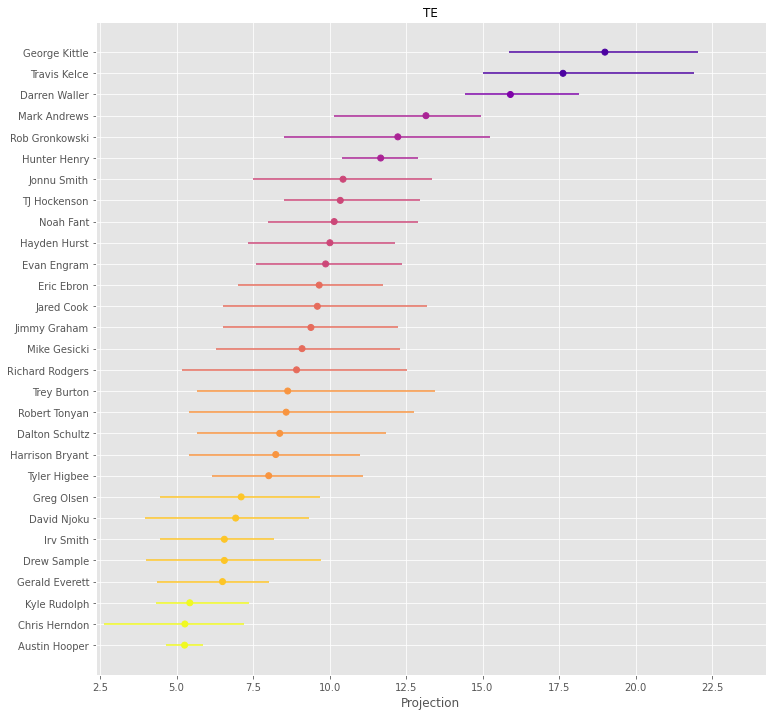 TE
George Kittle
Travis Kelce
Darren Waller
Mark Andrews
Rob Gronkowski
Hunter Henry
Jonnu Smith
TJ Hockenson
Noah Fant
Hayden Hurst
Evan Engram
Eric Ebron
Jared Cook
Jimmy Graham
Mike Gesicki
Richard Rodgers
Trey Burton
Robert Tonyan
Dalton Schultz
Harrison Bryant
Tyler Higbee
Greg Olsen
David Njoku
Irv Smith
Drew Sample
Gerald Everett
Kyle Rudolph
Chris Herndon
Austin Hooper
2.5 5.0 7.5 10.0 12.5 15.0 17.5 20.0 22.5
Projection